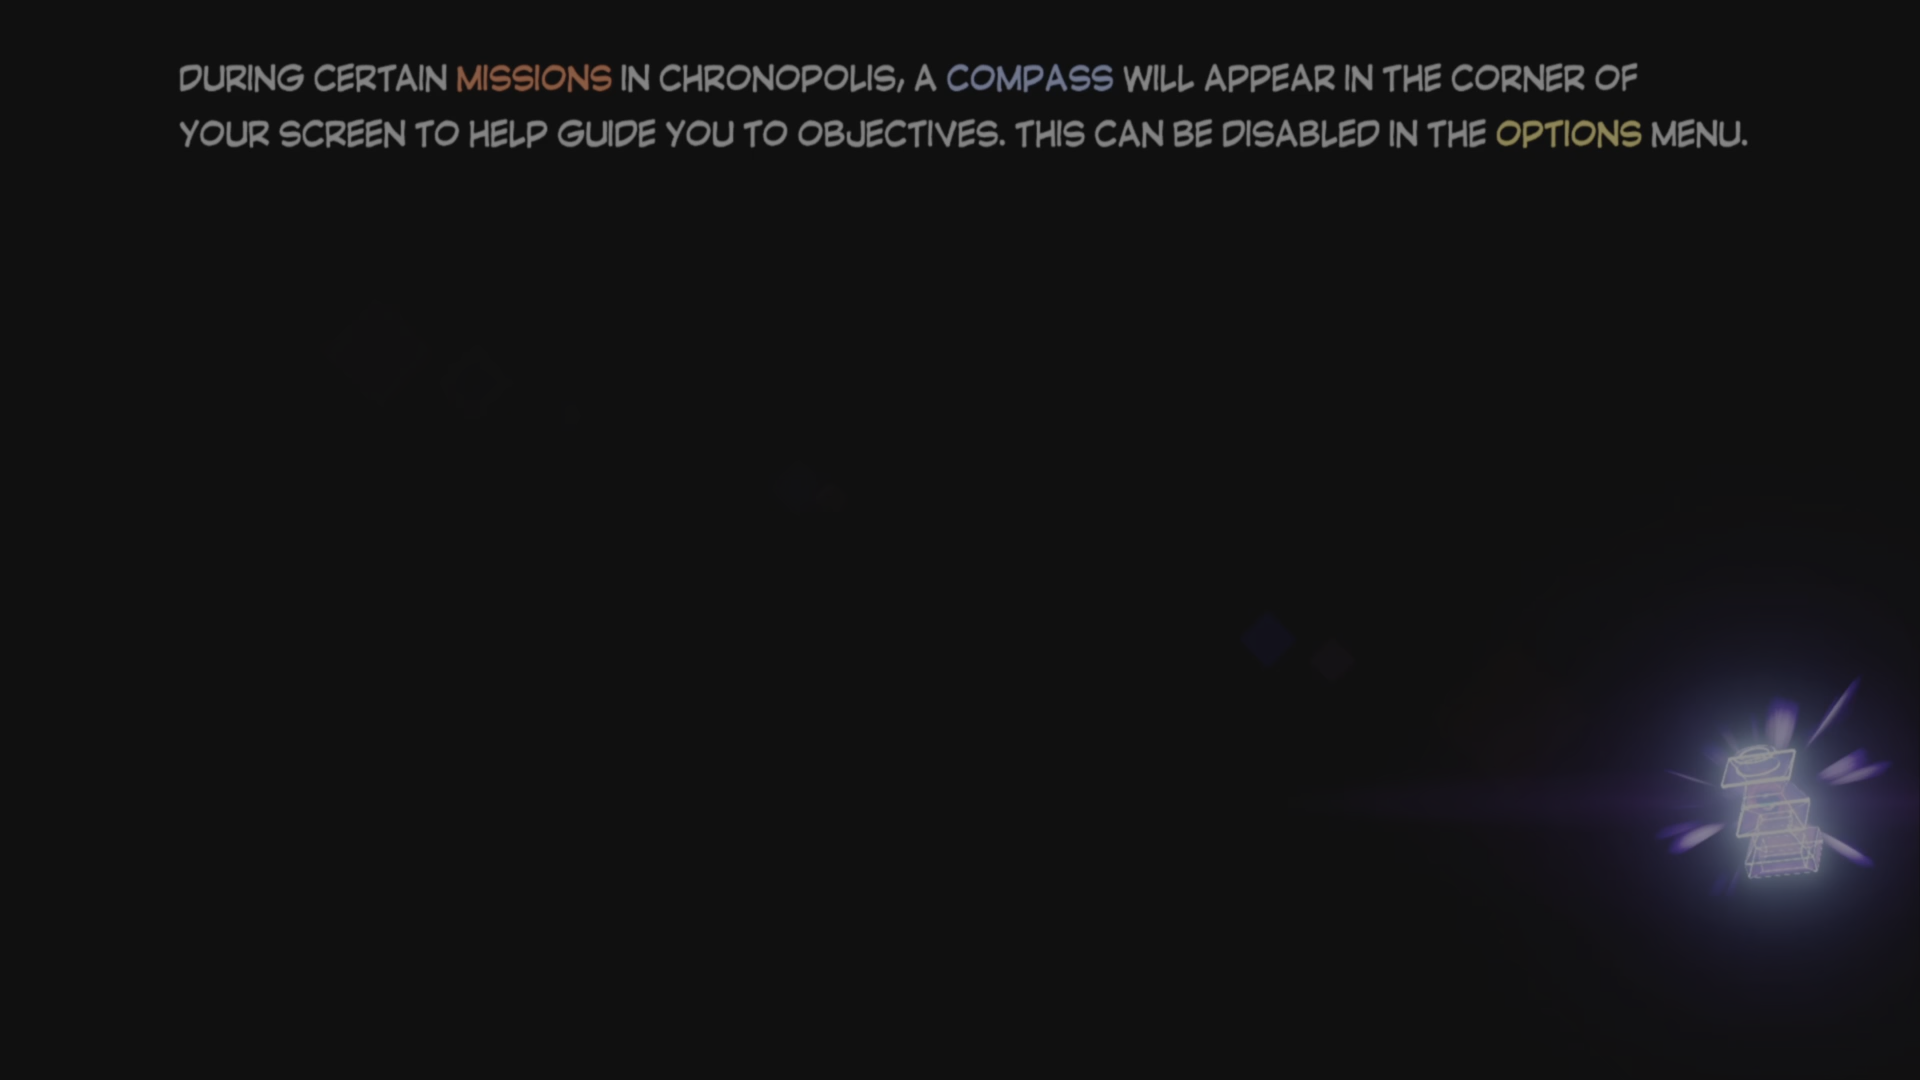 DURING CERTAIN MISSIONS IN CHRONOPOLIS, A COMPASS WILL APPEAR IN THE CORNER OF
YOUR SCREEN TO HELP GUIDE YOU TO OBJECTIVES. THIS CAN BE DISABLED IN THE OPTIONS MENU.